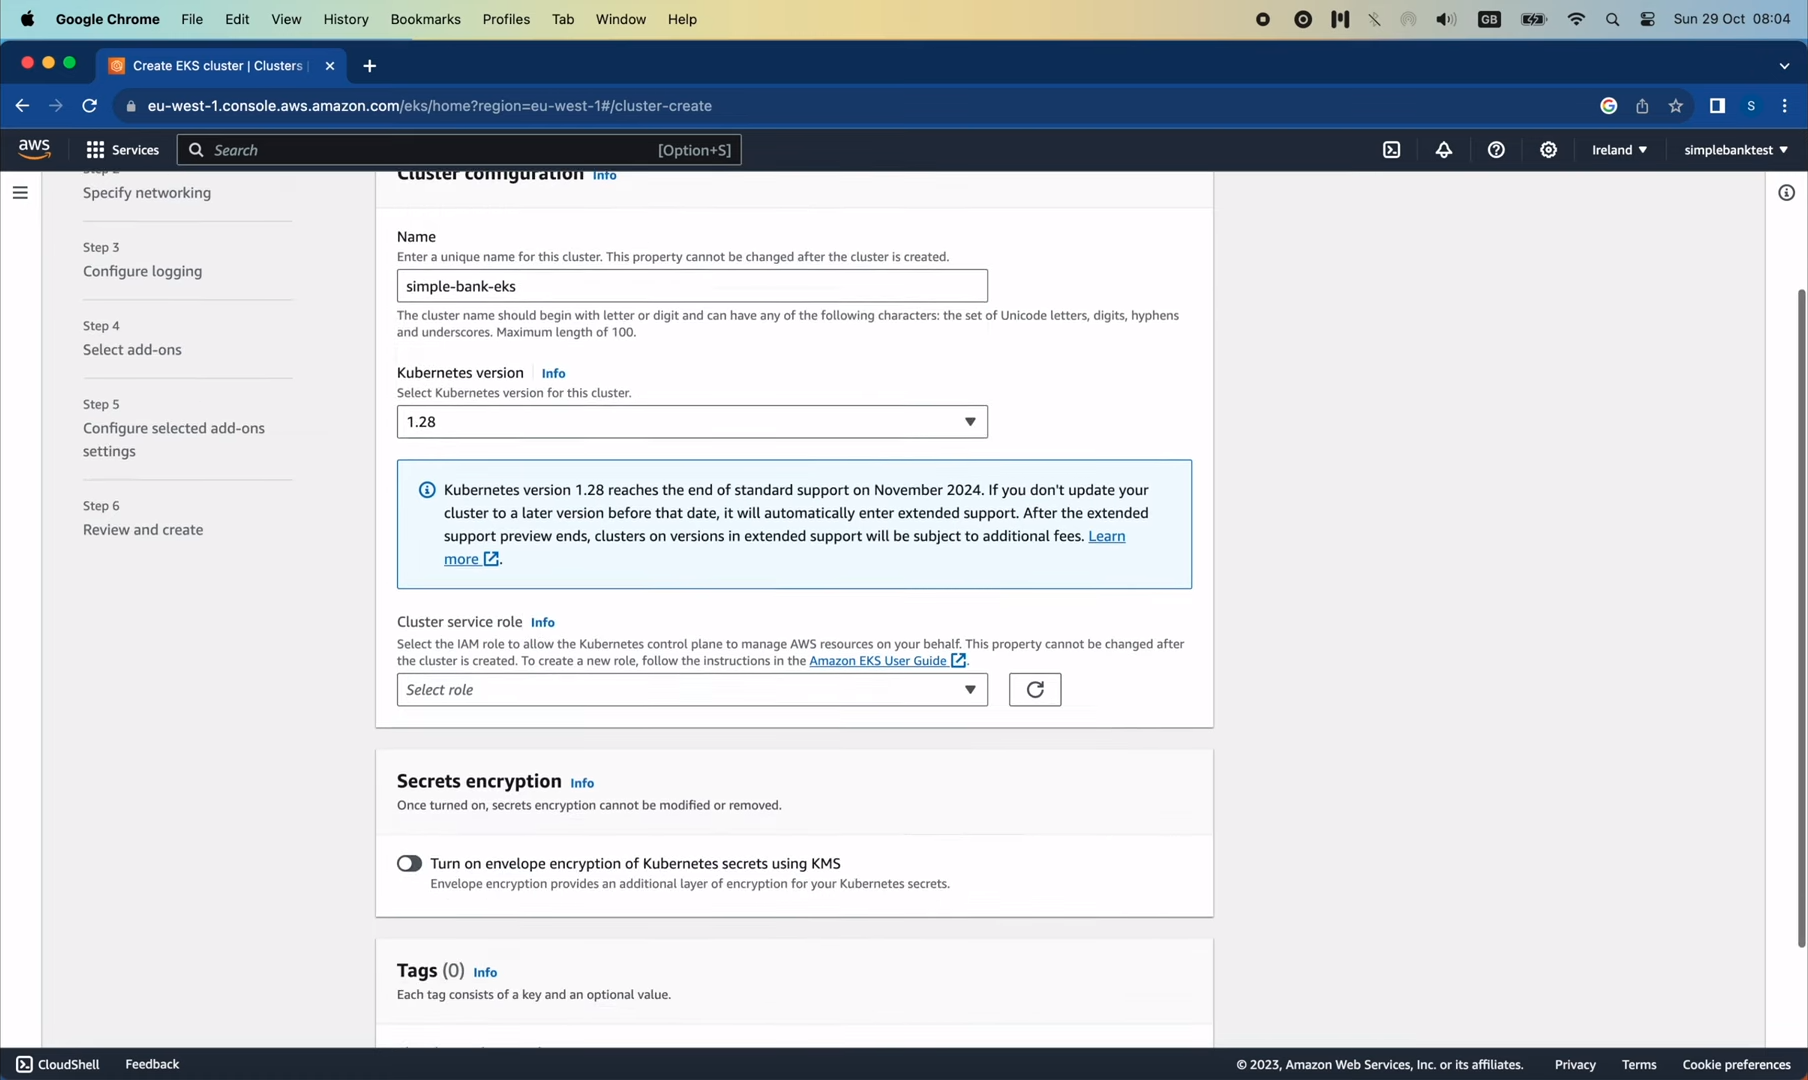 Google Chrome File Edit View History Bookmarks Profiles Tab Window Help GB Sun 29 Oct 08:04
Create EKS cluster | Clusters |
eu-west-1.console.aws.amazon.com/eks/home?region=eu-west-1#/cluster-create S
aws Services Search [Option+S] Ireland simplebanktest
Step 2
Specify networking
Step 3
Configure logging
Step 4
Select add-ons
Step 5
Configure selected add-ons
settings
Step 6
Review and create
Cluster configuration Info
Name
Enter a unique name for this cluster. This property cannot be changed after the cluster is created.
simple-bank-eks
The cluster name should begin with letter or digit and can have any of the following characters: the set of Unicode letters, digits, hyphens
and underscores. Maximum length of 100.
Kubernetes version Info
Select Kubernetes version for this cluster.
1.28
Kubernetes version 1.28 reaches the end of standard support on November 2024. If you don't update your
cluster to a later version before that date, it will automatically enter extended support. After the extended
support preview ends, clusters on versions in extended support will be subject to additional fees. Learn
more.
Cluster service role Info
Select the IAM role to allow the Kubernetes control plane to manage AWS resources on your behalf. This property cannot be changed after
the cluster is created. To create a new role, follow the instructions in the Amazon EKS User Guide.
Select role
Secrets encryption Info
Once turned on, secrets encryption cannot be modified or removed.
Turn on envelope encryption of Kubernetes secrets using KMS
Envelope encryption provides an additional layer of encryption for your Kubernetes secrets.
Tags (0) Info
Each tag consists of a key and an optional value.
CloudShell Feedback © 2023, Amazon Web Services, Inc. or its affiliates. Privacy Terms Cookie preferences